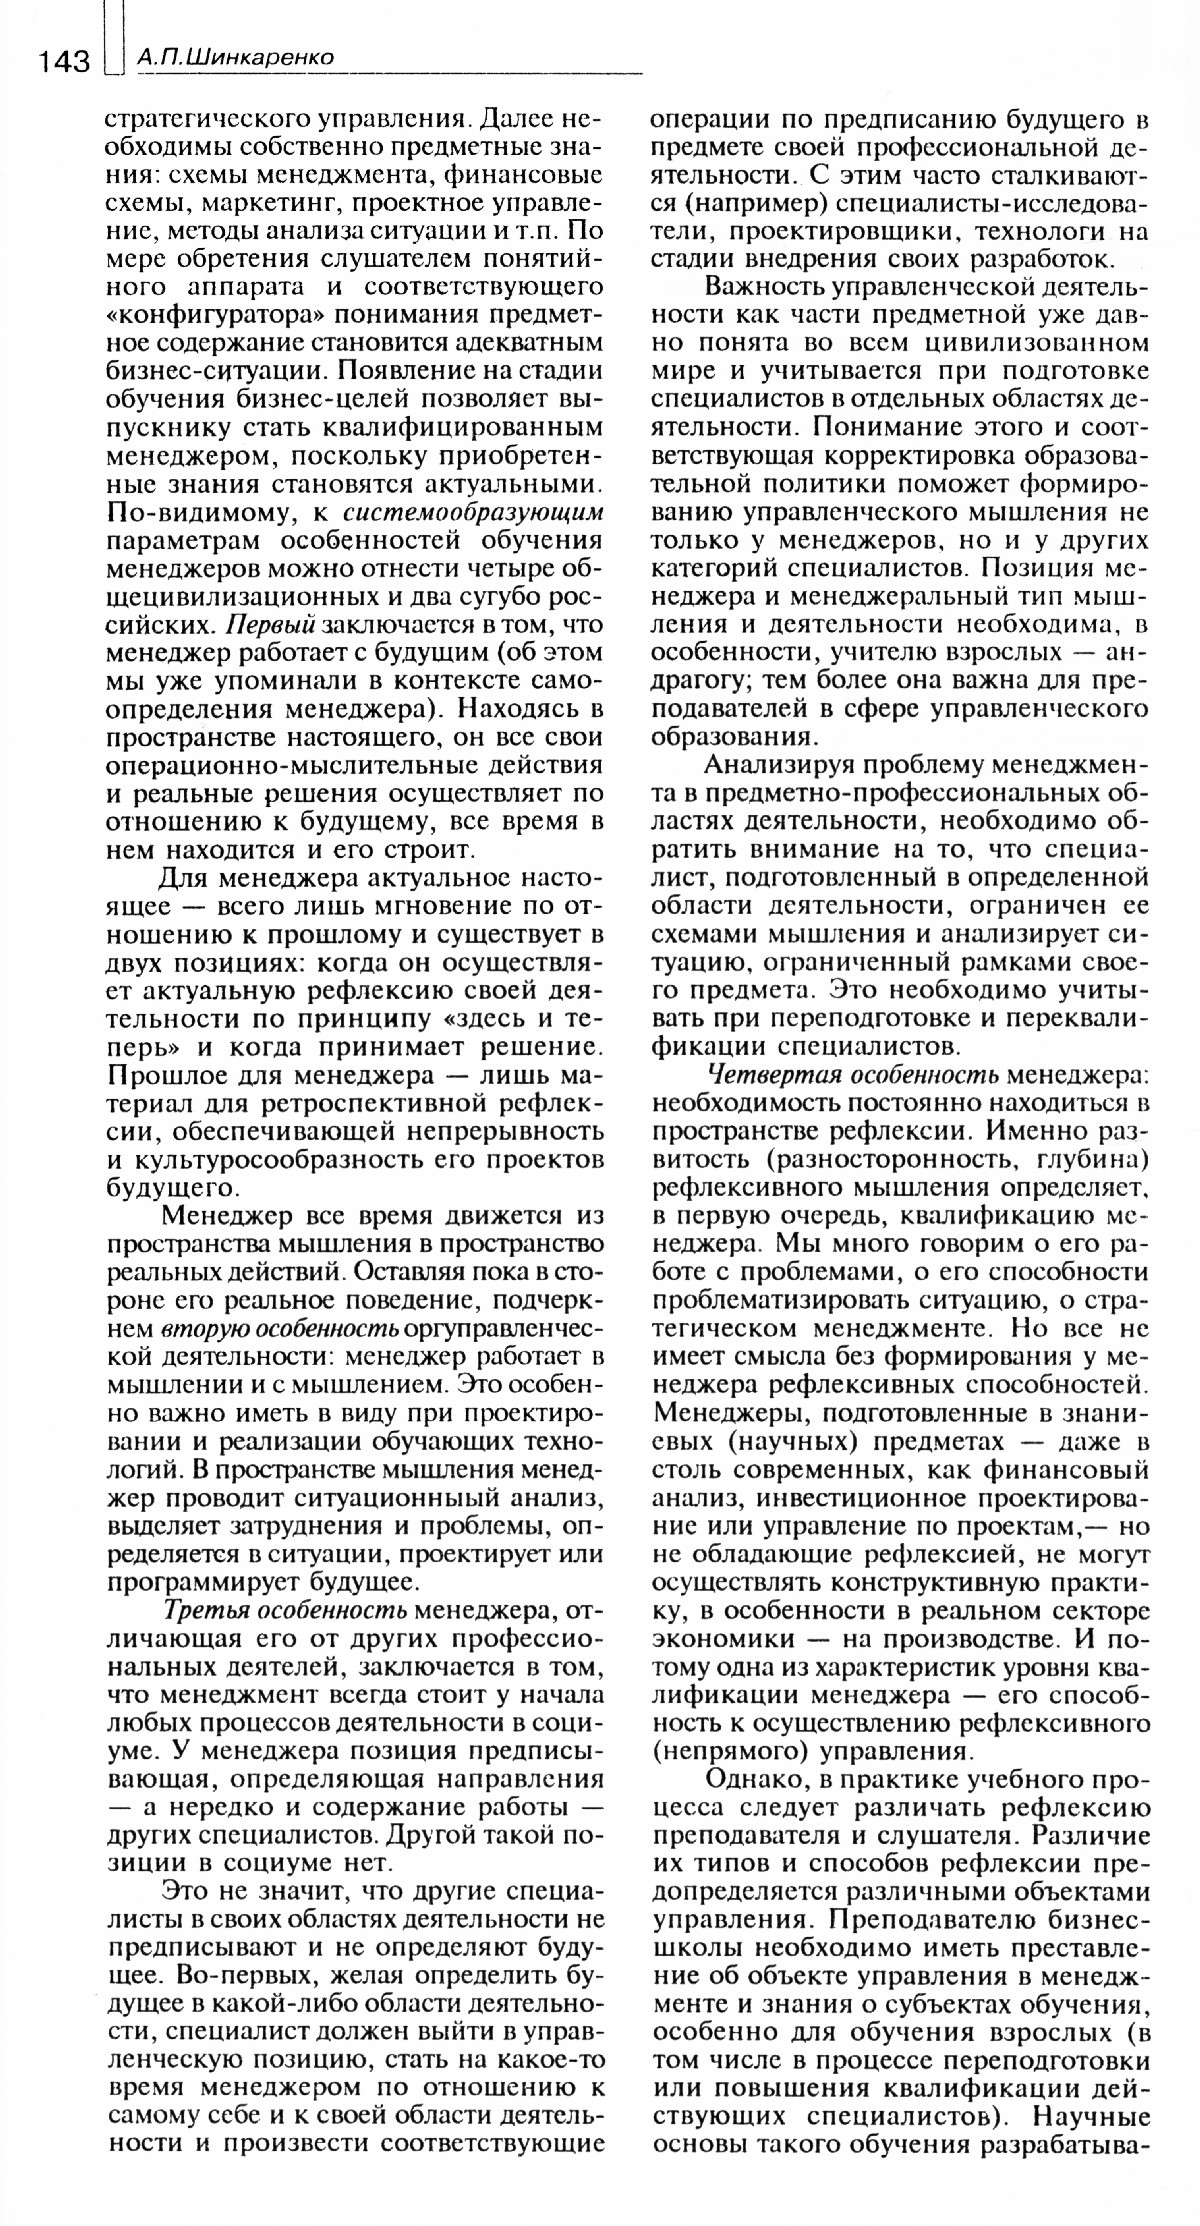 143
А.П.Шинкаренко
стратегического управления. Далее не-
обходимы собственно предметные зна-
ния: схемы менеджмента, финансовые
схемы, маркетинг, проектное управле-
ние, методы анализа ситуации и т.п. По
мере обретения слушателем понятий-
ного аппарата и соответствующего
«конфигуратора» понимания предмет-
ное содержание становится адекватным
бизнес-ситуации. Появление на стадии
обучения бизнес-целей позволяет вы-
пускнику стать квалифицированным
менеджером, поскольку приобретен-
ные знания становятся актуальными.
По-видимому, к системообразующим
параметрам особенностей обучения
менеджеров можно отнести четыре об-
щецивилизационных и два сугубо рос-
сийских. Первый заключается в том, что
менеджер работает с будущим (об этом
мы уже упоминали в контексте само-
определения менеджера). Находясь в
пространстве настоящего, он все свои
операционно-мыслительные действия
и реальные решения осуществляет по
отношению к будущему, все время в
нем находится и его строит.
Для менеджера актуальное насто-
ящее — всего лишь мгновение по от-
ношению к прошлому и существует в
двух позициях: когда он осуществля-
ет актуальную рефлексию своей дея-
тельности по принципу «здесь и те-
перь» и когда принимает решение.
Прошлое для менеджера — лишь ма-
териал для ретроспективной рефлек-
сии, обеспечивающей непрерывность
и культуросообразность его проектов
будущего.
Менеджер все время движется из
пространства мышления в пространство
реальных действий. Оставляя пока в сто-
роне его реальное поведение, подчерк-
нем вторую особенность оргуправленчес-
кой деятельности: менеджер работает в
мышлении и с мышлением. Это особен-
но важно иметь в виду при проектиро-
вании и реализации обучающих техно-
логий. В пространстве мышления менед-
жер проводит ситуационныый анализ,
выделяет затруднения и проблемы, оп-
ределяется в ситуации, проектирует или
программирует будущее.
Третья особенность менеджера, от-
личающая его от других профессио-
нальных деятелей, заключается в том,
что менеджмент всегда стоит у начала
любых процессов деятельности в соци-
уме. У менеджера позиция предписы-
вающая, определяющая направления
— а нередко и содержание работы —
других специалистов. Другой такой по-
зиции в социуме нет.
Это не значит, что другие специа-
листы в своих областях деятельности не
предписывают и не определяют буду-
щее. Во-первых, желая определить бу-
дущее в какой-либо области деятельно-
сти, специалист должен выйти в управ-
ленческую позицию, стать на какое-то
время менеджером по отношению к
самому себе и к своей области деятель-
ности и произвести соответствующие
операции по предписанию будущего в
предмете своей профессиональной де-
ятельности. С этим часто сталкивают-
ся (например) специалисты-исследова-
тели, проектировщики, технологи на
стадии внедрения своих разработок.
Важность управленческой деятель-
ности как части предметной уже дав-
но понята во всем цивилизованном
мире и учитывается при подготовке
специалистов в отдельных областях де-
ятельности. Понимание этого и соот-
ветствующая корректировка образова-
тельной политики поможет формиро-
ванию управленческого мышления не
только у менеджеров, но и у других
категорий специалистов. Позиция ме-
неджера и менеджеральный тип мыш-
ления и деятельности необходима, в
особенности, учителю взрослых — ан-
драгогу; тем более она важна для пре-
подавателей в сфере управленческого
образования.
Анализируя проблему менеджмен-
та в предметно-профессиональных об-
ластях деятельности, необходимо об-
ратить внимание на то, что специа-
лист, подготовленный в определенной
области деятельности, ограничен ее
схемами мышления и анализирует си-
туацию, ограниченный рамками свое-
го предмета. Это необходимо учиты-
вать при переподготовке и переквали-
фикации специалистов.
Четвертая особенность менеджера:
необходимость постоянно находиться в
пространстве рефлексии. Именно раз-
витость (разносторонность, глубина)
рефлексивного мышления определяет,
в первую очередь, квалификацию ме-
неджера. Мы много говорим о его ра-
боте с проблемами, о его способности
проблематизировать ситуацию, о стра-
тегическом менеджменте. Но все не
имеет смысла без формирования у ме-
неджера рефлексивных способностей.
Менеджеры, подготовленные в знани-
евых (научных) предметах — даже в
столь современных, как финансовый
анализ, инвестиционное проектирова-
ние или управление по проектам,— но
не обладающие рефлексией, не могут
осуществлять конструктивную практи-
ку, в особенности в реальном секторе
экономики — на производстве. И по-
тому одна из характеристик уровня ква-
лификации менеджера — его способ-
ность к осуществлению рефлексивного
(непрямого) управления.
Однако, в практике учебного про-
цесса следует различать рефлексию
преподавателя и слушателя. Различие
их типов и способов рефлексии пре-
допределяется различными объектами
управления. Преподавателю бизнес-
школы необходимо иметь преставле-
ние об объекте управления в менедж-
менте и знания о субъектах обучения,
особенно для обучения взрослых (в
том числе в процессе переподготовки
или повышения квалификации дей-
ствующих специалистов). Научные
основы такого обучения разрабатыва-